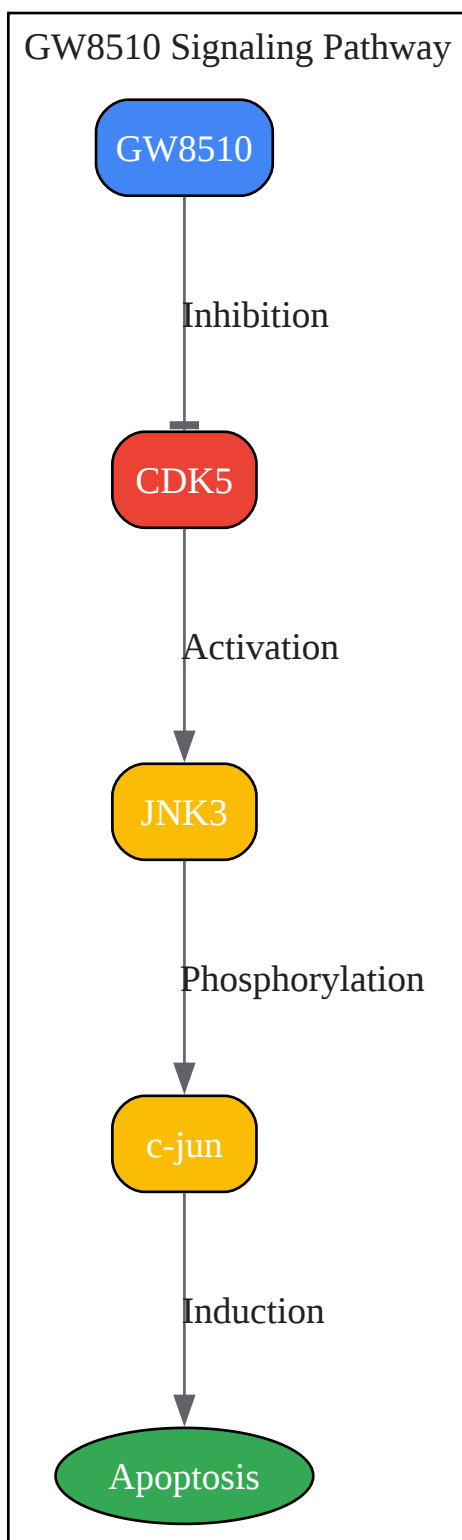 GW8510 Signaling Pathway
GW8510
Inhibition
CDK5
Activation
JNK3
Phosphorylation
c-jun
Induction
Apoptosis